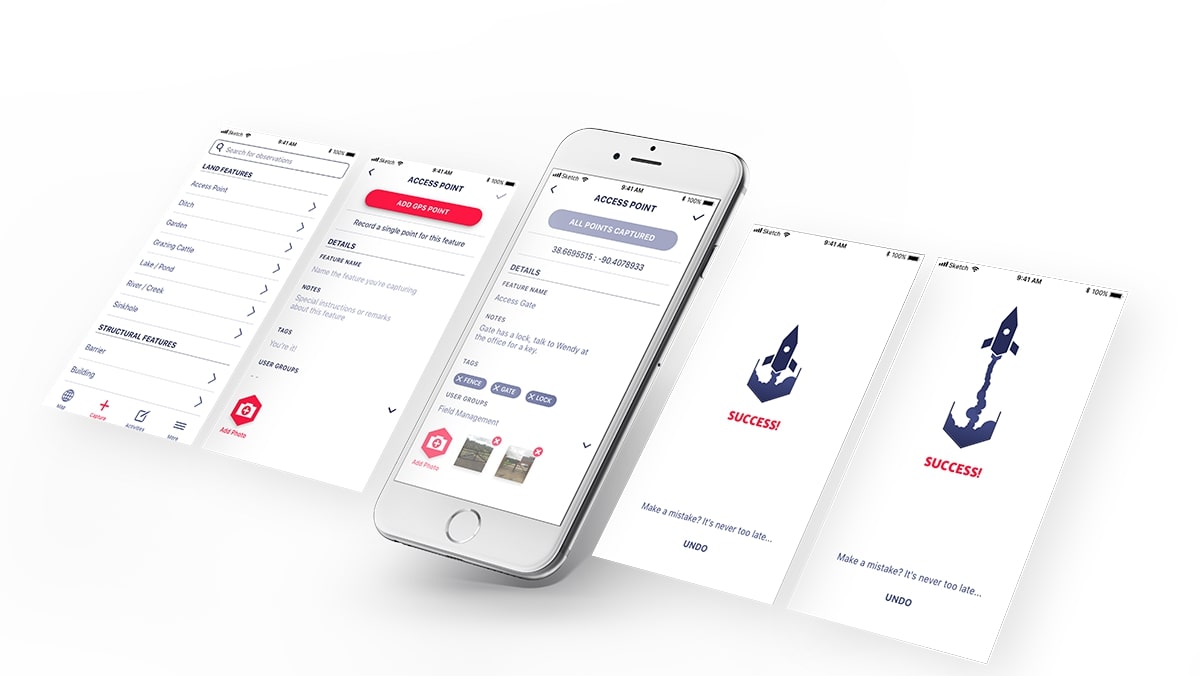 Sketch
9:41 AM
100%
Search for observations
LAND FEATURES
Access Point
Ditch
Garden
Grazing Cattle
Lake / Pond
River / Creek
Sinkhole
STRUCTURAL FEATURES
Barrier
Building
Map
Capture
Activities
More
Sketch
9:41 AM
100%
ACCESS POINT
ADD GPS POINT
Record a single point for this feature
DETAILS
FEATURE NAME
Name the feature you're capturing
NOTES
Special instructions or remarks
about this feature
TAGS
You're it!
USER GROUPS
- -
Add Photo
Sketch
9:41 AM
100%
ACCESS POINT
ALL POINTS CAPTURED
38.6695515 : -90.4078933
DETAILS
FEATURE NAME
Access Gate
NOTES
Gate has a lock, talk to Wendy at
the office for a key.
TAGS
FENCE GATE LOCK
USER GROUPS
Field Management
Add Photo
Sketch
9:41 AM
100%
SUCCESS!
Make a mistake? It's never too late...
UNDO
Sketch
9:41 AM
100%
SUCCESS!
Make a mistake? It's never too late...
UNDO